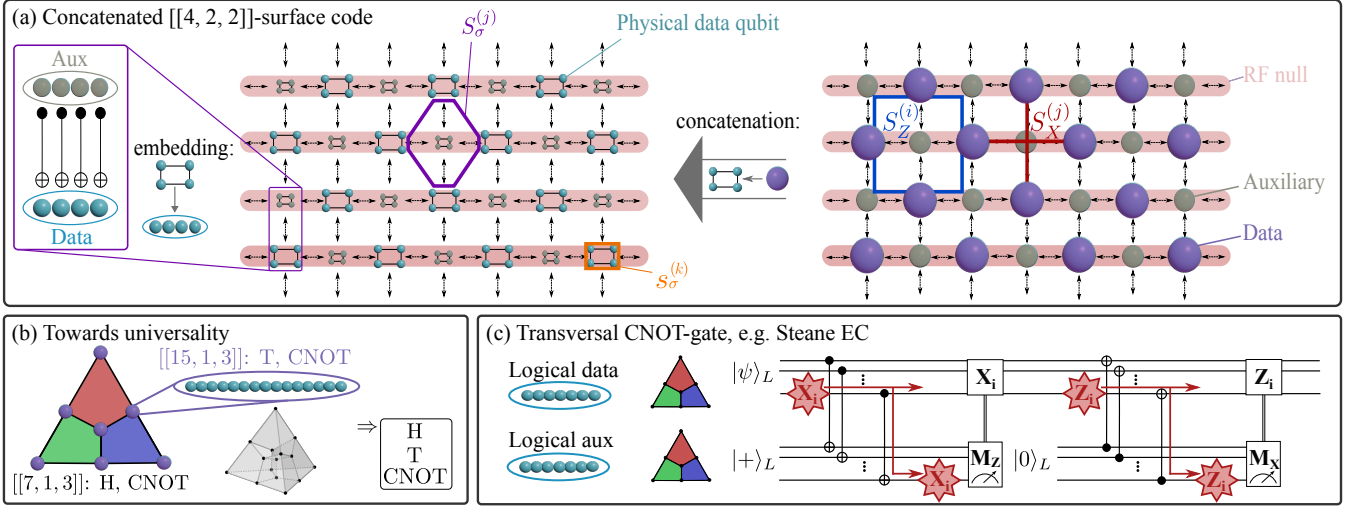 (a) Concatenated [[4, 2, 2]]-surface code
S_σ^(j)
Physical data qubit
Aux
embedding:
Data
s_σ^(k)
concatenation:
RF null
S_Z^(i)
S_X^(j)
Auxiliary
Data
(b) Towards universality
[[15, 1, 3]]: T, CNOT
[[7, 1, 3]]: H, CNOT
⇒
H
T
CNOT
(c) Transversal CNOT-gate, e.g. Steane EC
Logical data
Logical aux
|ψ⟩_L
X_i
⋮
X_i
|+⟩_L
⋮
X_i
M_Z
Z_i
⋮
Z_i
|0⟩_L
⋮
Z_i
M_X